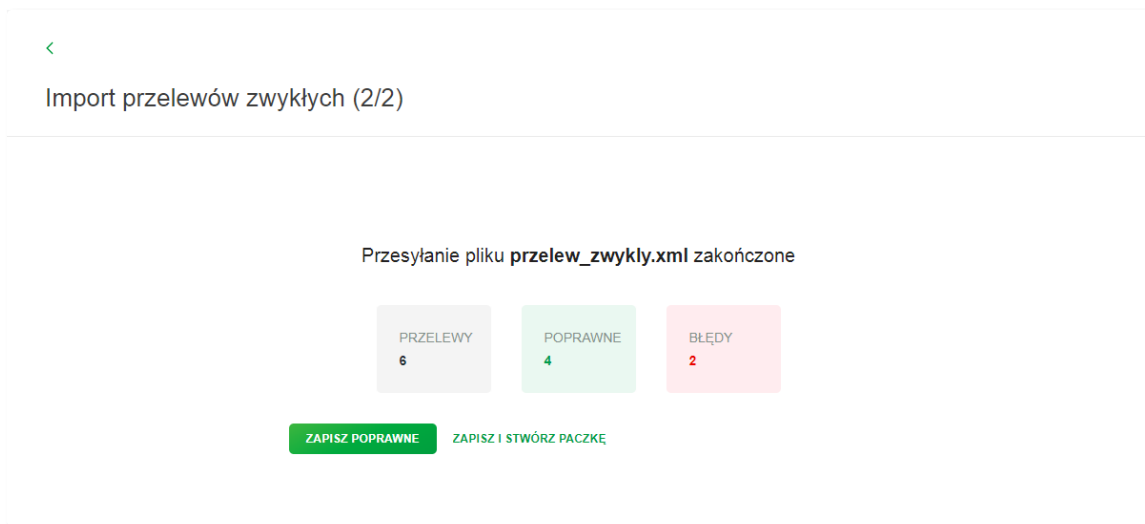 Import przelewów zwykłych (2/2)
Przesyłanie pliku przelew_zwykly.xml zakończone
PRZELEWY POPRAWNE BŁĘDY
6 4 2
ZAPISZ POPRAWNE ZAPISZ I STWÓRZ PACZKĘ